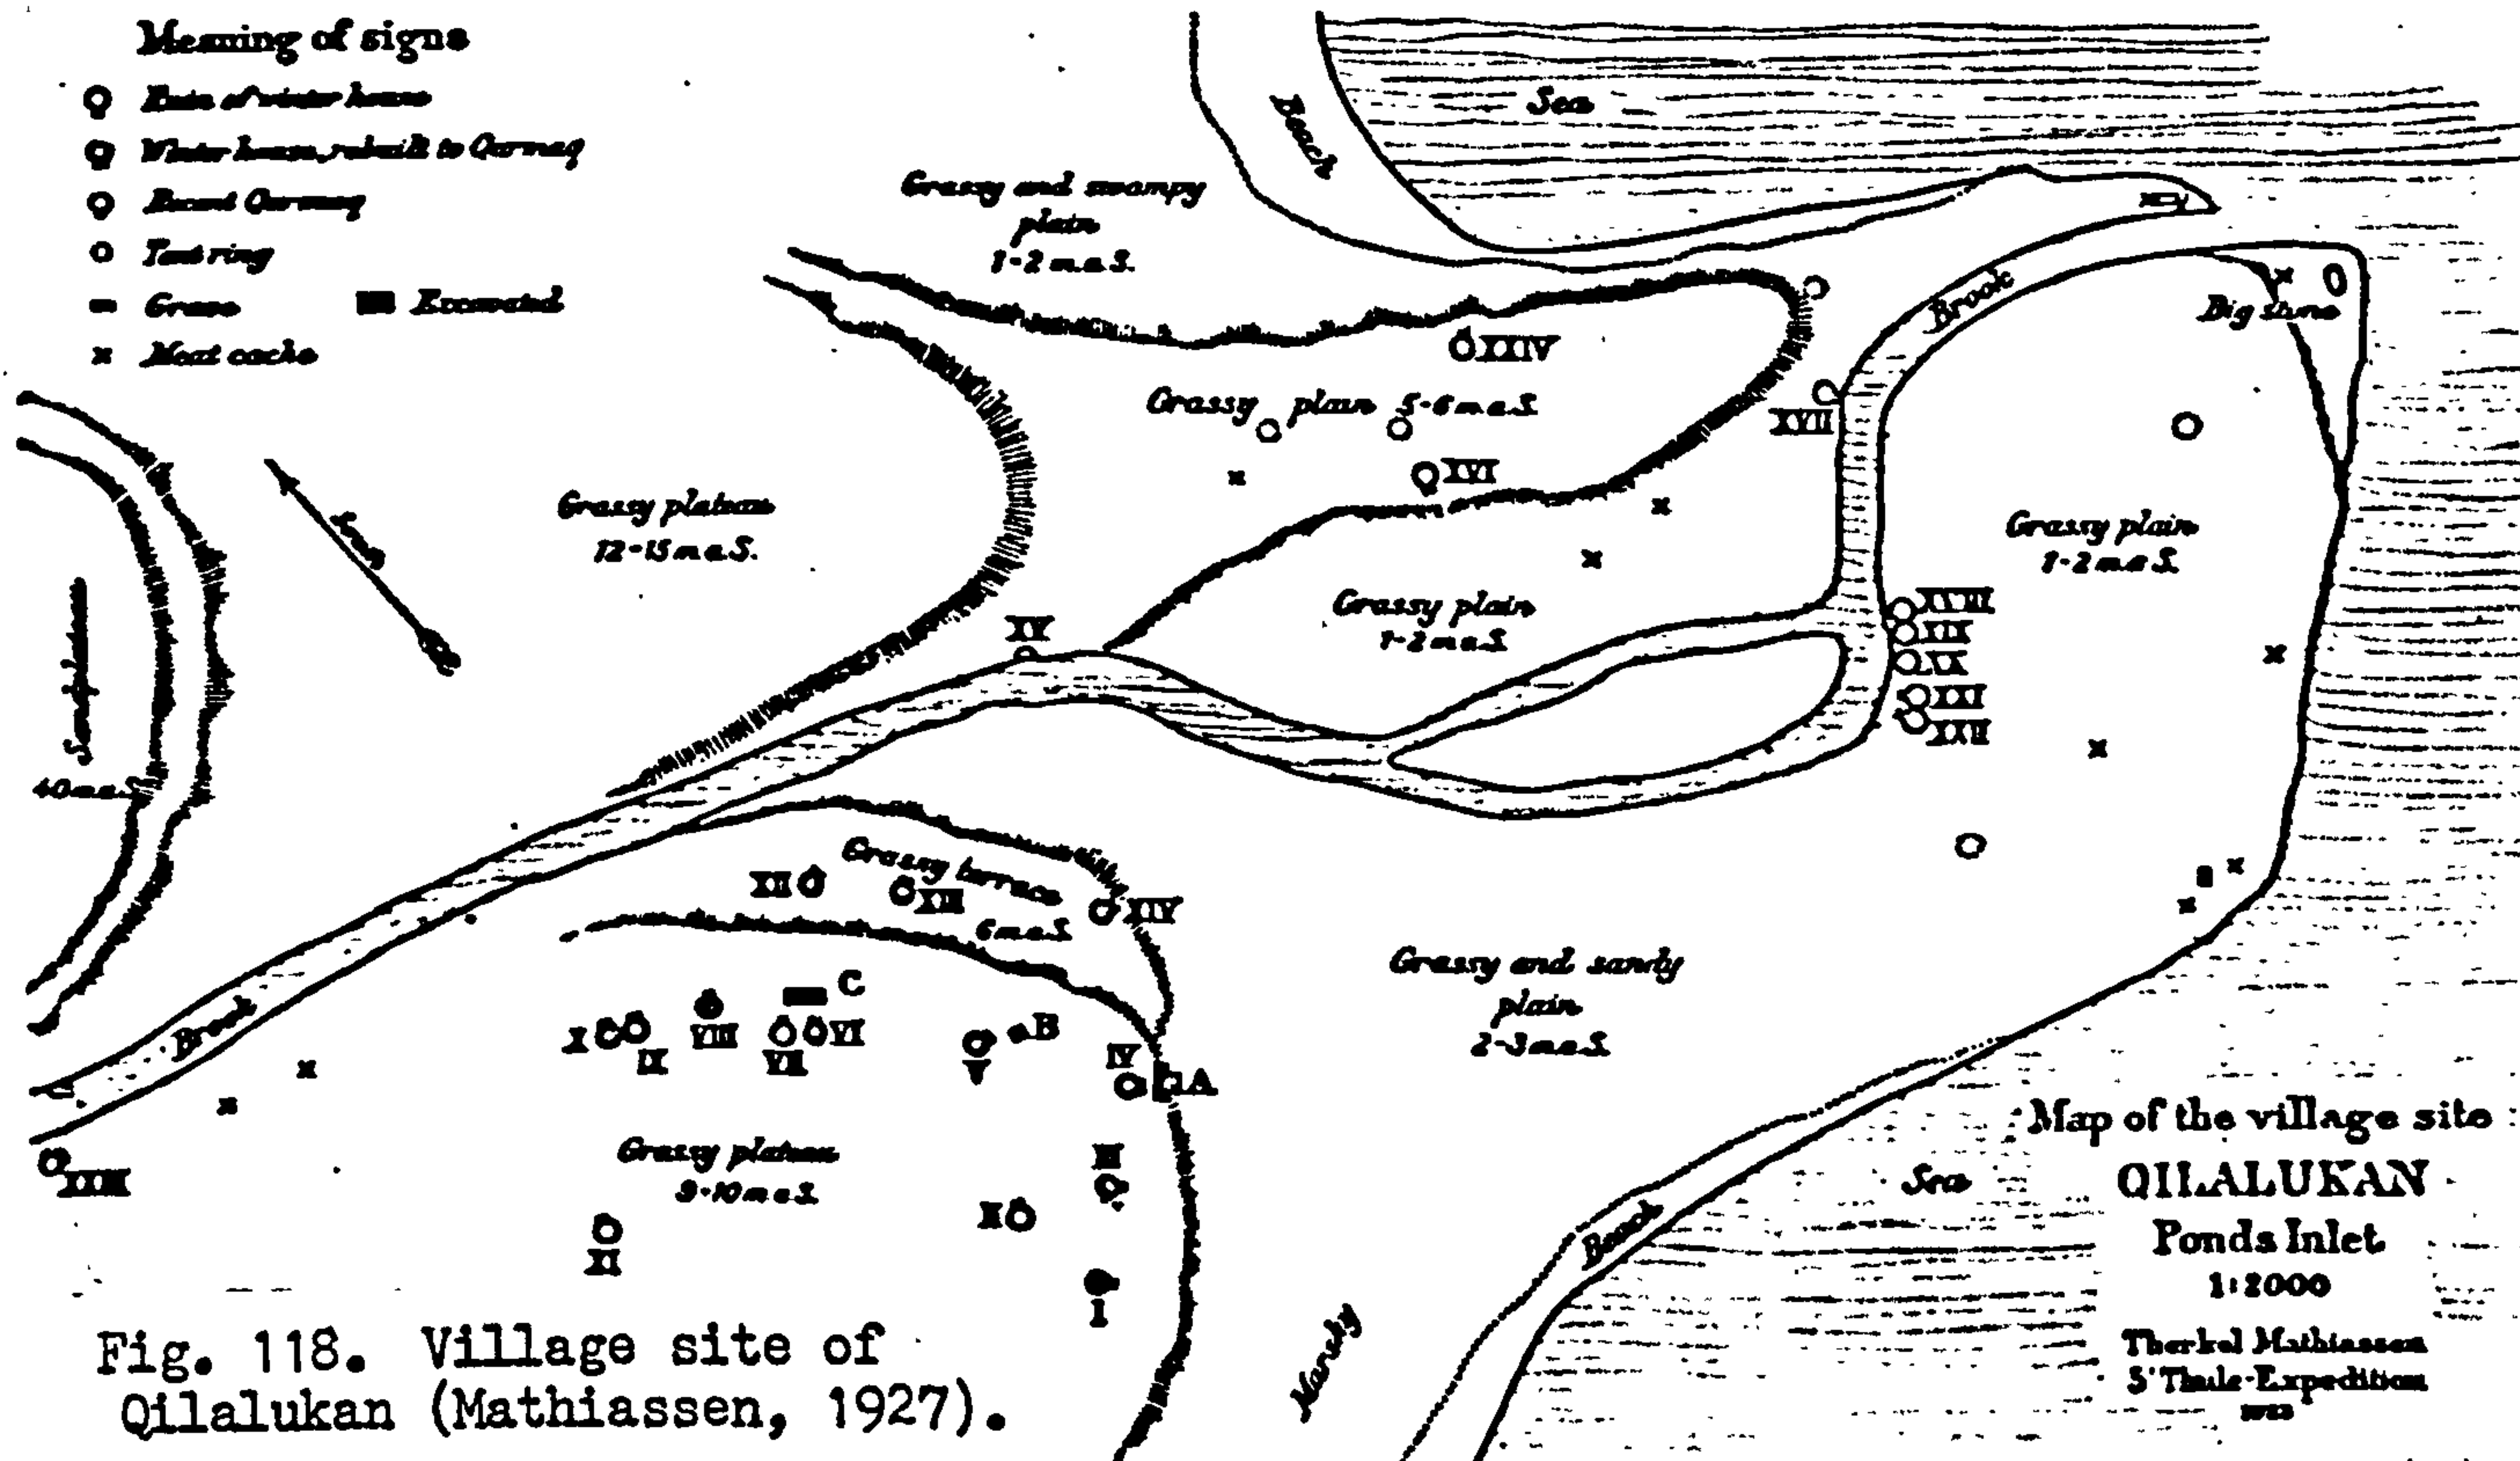 Meaning of signs
Ruin of winter house
Winter house, rebuilt to Qarmaq
Recent Qarmaq
Tent ring
Grave
Excavated
Meat cache
Sea
Beach
Grassy and swampy
plain
1-2 m.a.S.
Brook
Big stone
XXIV
Grassy plain 5-6 m.a.S.
XVII
XVI
Grassy plateau
12-15 m.a.S.
Grassy plain
1-2 m.a.S.
Grassy plain
1-2 m.a.S.
XV
XVIII
XIX
XX
XXI
XXII
40 m.a.S.
Grassy terrace
6 m.a.S.
XII
XIII
XIV
Grassy and sandy
plain
2-3 m.a.S.
C
Brook
X
IX
VIII
VII
VI
V
B
IV
A
III
XXIII
Grassy plateau
9-10 m.a.S.
XI
I
Marshy
Beach
Sea
Map of the village site
QILALUKAN
Ponds Inlet
1:2000
Therkel Mathiassen
5' Thule-Expedition
Fig. 118. Village site of
Qilalukan (Mathiassen, 1927).